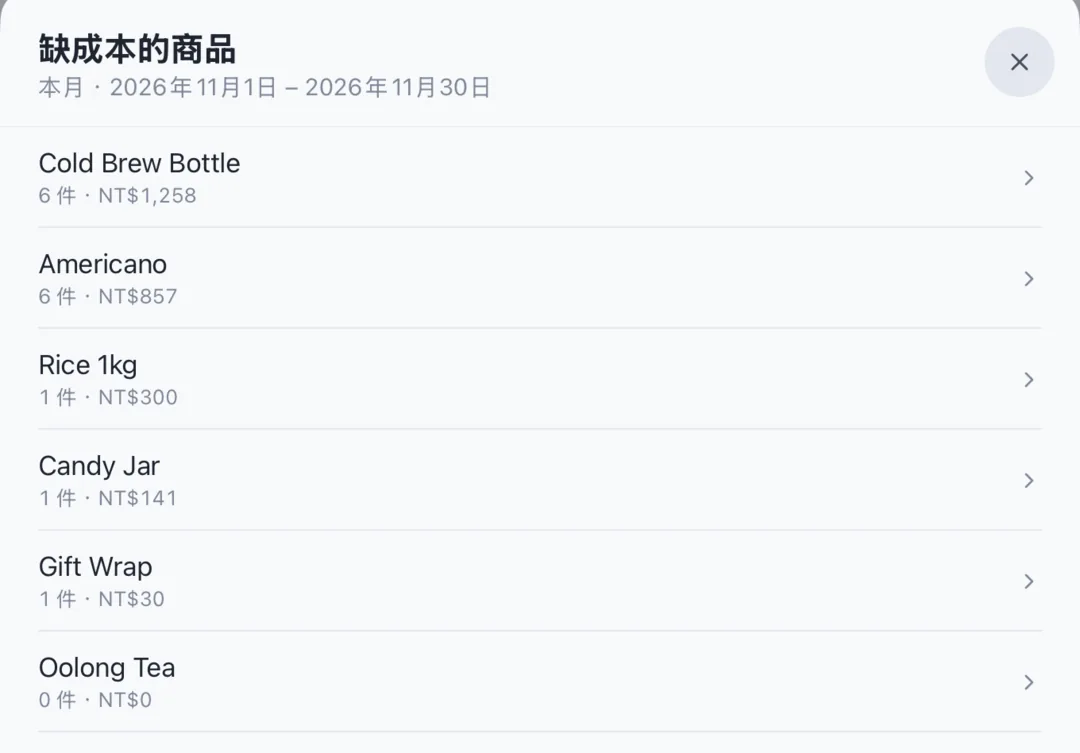 缺成本的商品
本月 · 2026年11月1日 – 2026年11月30日
Cold Brew Bottle
6 件 · NT$1,258
Americano
6 件 · NT$857
Rice 1kg
1 件 · NT$300
Candy Jar
1 件 · NT$141
Gift Wrap
1 件 · NT$30
Oolong Tea
0 件 · NT$0